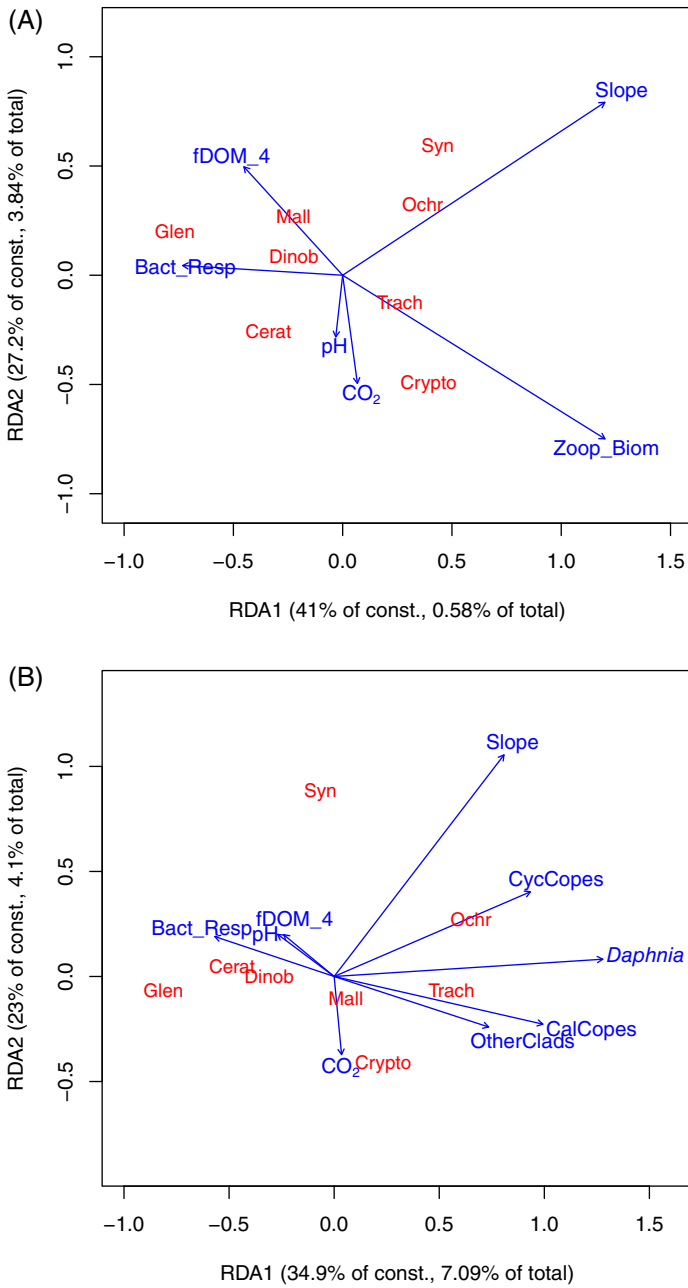 (A)
RDA2 (27.2% of const., 3.84% of total)
1.0
0.5
0.0
−0.5
−1.0
Slope
Syn
fDOM_4
Ochr
Mall
Glen
Dinob
Bact_Resp
Trach
Cerat
pH
Crypto
CO₂
Zoop_Biom
−1.0 −0.5 0.0 0.5 1.0 1.5
RDA1 (41% of const., 0.58% of total)
(B)
RDA2 (23% of const., 4.1% of total)
1.0
0.5
0.0
−0.5
Slope
Syn
CycCopes
fDOM_4
Ochr
Bact_Resp
pH
Daphnia
Cerat
Dinob
Glen
Mall
Trach
CalCopes
OtherClads
CO₂
Crypto
−1.0 −0.5 0.0 0.5 1.0 1.5
RDA1 (34.9% of const., 7.09% of total)